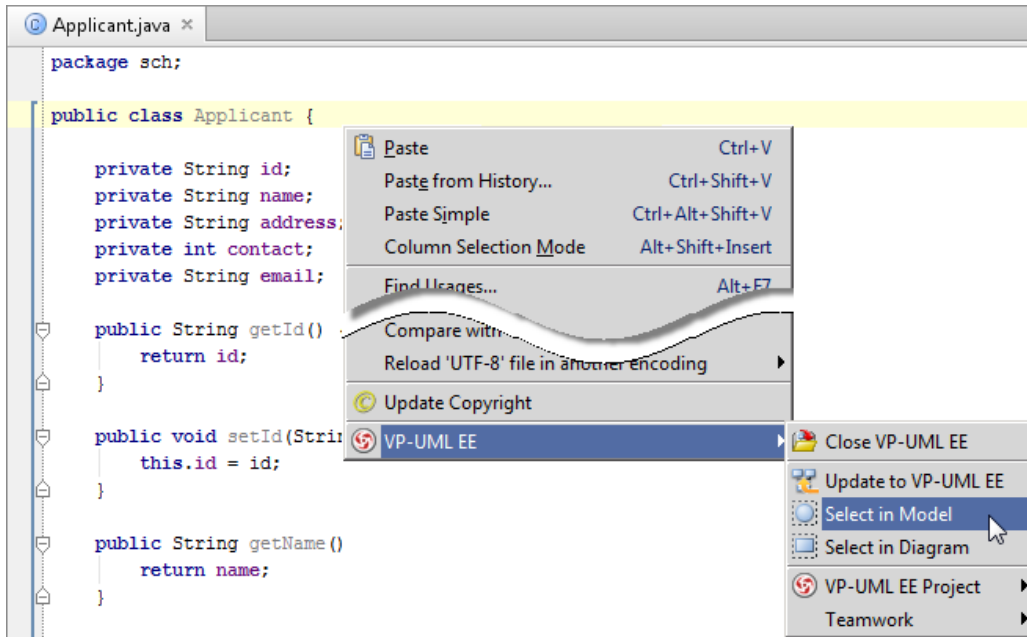 Applicant.java
package sch;
public class Applicant {
private String id;
private String name;
private String address;
private int contact;
private String email;
public String getId()
return id;
}
public void setId(Strin
this.id = id;
}
public String getName()
return name;
}
Paste Ctrl+V
Paste from History... Ctrl+Shift+V
Paste Simple Ctrl+Alt+Shift+V
Column Selection Mode Alt+Shift+Insert
Find Usages... Alt+F7
Compare with
Reload 'UTF-8' file in another encoding
Update Copyright
VP-UML EE
Close VP-UML EE
Update to VP-UML EE
Select in Model
Select in Diagram
VP-UML EE Project
Teamwork